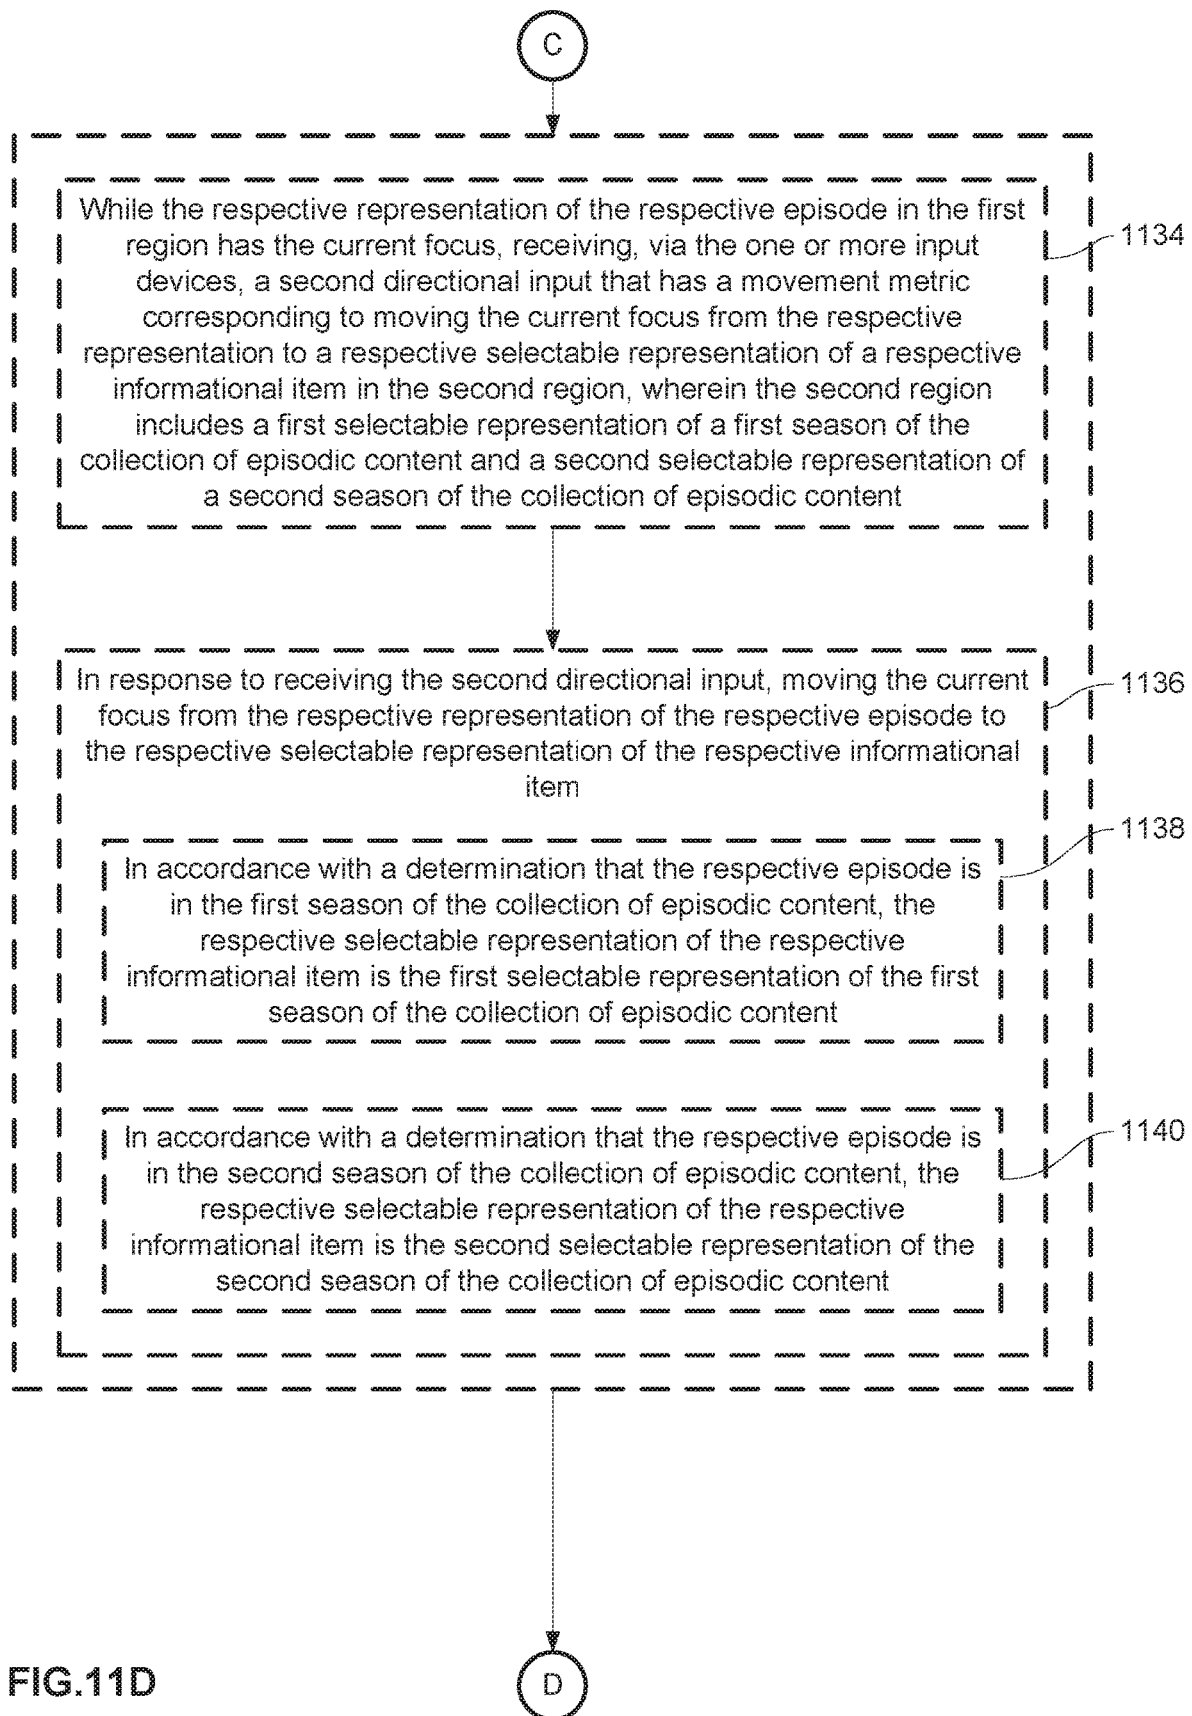 C
While the respective representation of the respective episode in the first
region has the current focus, receiving, via the one or more input
devices, a second directional input that has a movement metric
corresponding to moving the current focus from the respective
representation to a respective selectable representation of a respective
informational item in the second region, wherein the second region
includes a first selectable representation of a first season of the
collection of episodic content and a second selectable representation of
a second season of the collection of episodic content
1134
In response to receiving the second directional input, moving the current
focus from the respective representation of the respective episode to
the respective selectable representation of the respective informational
item
1136
In accordance with a determination that the respective episode is
in the first season of the collection of episodic content, the
respective selectable representation of the respective
informational item is the first selectable representation of the first
season of the collection of episodic content
1138
In accordance with a determination that the respective episode is
in the second season of the collection of episodic content, the
respective selectable representation of the respective
informational item is the second selectable representation of the
second season of the collection of episodic content
1140
FIG.11D
D